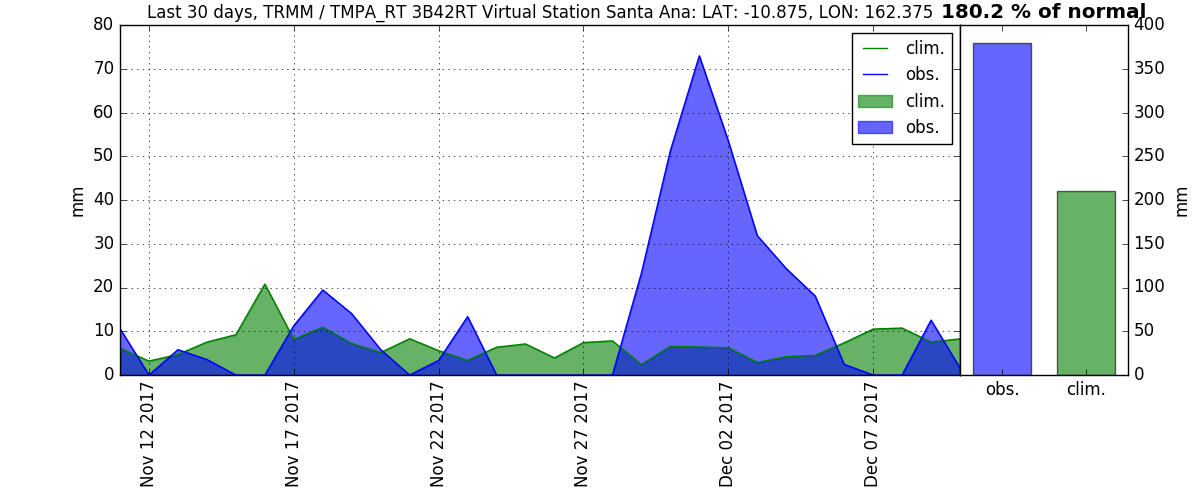 Last 30 days, TRMM / TMPA_RT 3B42RT Virtual Station Santa Ana: LAT: -10.875, LON: 162.375 180.2 % of normal
80
70
60
50
40
30
20
10
0
mm
clim.
obs.
clim.
obs.
400
350
300
250
200
150
100
50
0
mm
obs. clim.
Nov 12 2017
Nov 17 2017
Nov 22 2017
Nov 27 2017
Dec 02 2017
Dec 07 2017